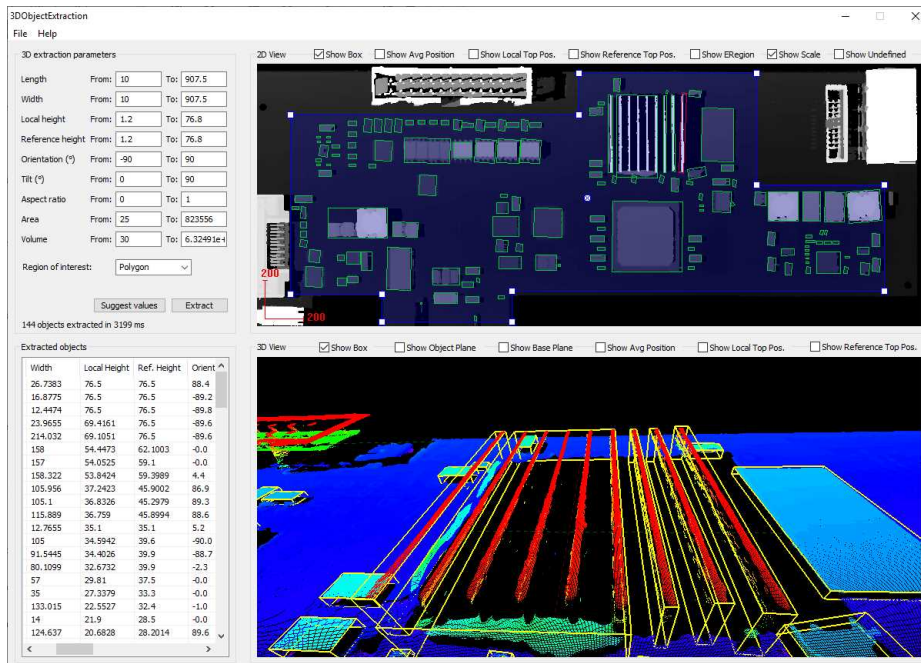 3DObjectExtraction
File Help
3D extraction parameters
Length From: 10 To: 907.5
Width From: 10 To: 907.5
Local height From: 1.2 To: 76.8
Reference height From: 1.2 To: 76.8
Orientation (°) From: -90 To: 90
Tilt (°) From: 0 To: 90
Aspect ratio From: 0 To: 1
Area From: 25 To: 823556
Volume From: 30 To: 6.32491e+
Region of interest: Polygon
Suggest values Extract
144 objects extracted in 3199 ms
2D View Show Box Show Avg Position Show Local Top Pos. Show Reference Top Pos. Show ERegion Show Scale Show Undefined
200
200
Extracted objects
Width Local Height Ref. Height Orient
26.7383 76.5 76.5 88.4
16.8775 76.5 76.5 -89.2
12.4474 76.5 76.5 -89.8
23.9655 69.4161 76.5 -89.6
214.032 69.1051 76.5 -89.6
158 54.4473 62.1003 -0.0
157 54.0525 59.1 -0.0
158.322 53.8424 59.3989 4.4
105.956 37.2423 45.9002 86.9
105.1 36.8326 45.2979 89.3
115.889 36.759 45.8994 88.6
12.7655 35.1 35.1 5.2
105 34.5942 39.6 -90.0
91.5445 34.4026 39.9 -88.7
80.1099 32.6732 39.9 -2.3
57 29.81 37.5 -0.0
35 27.3379 33.3 -0.0
133.015 22.5527 32.4 -1.0
14 21.9 28.5 -0.0
124.637 20.6828 28.2014 89.6
3D View Show Box Show Object Plane Show Base Plane Show Avg Position Show Local Top Pos. Show Reference Top Pos.